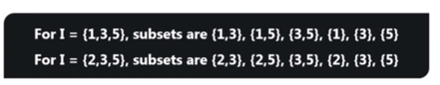 For I = {1,3,5}, subsets are {1,3}, {1,5}, {3,5}, {1}, {3}, {5}
For I = {2,3,5}, subsets are {2,3}, {2,5}, {3,5}, {2}, {3}, {5}